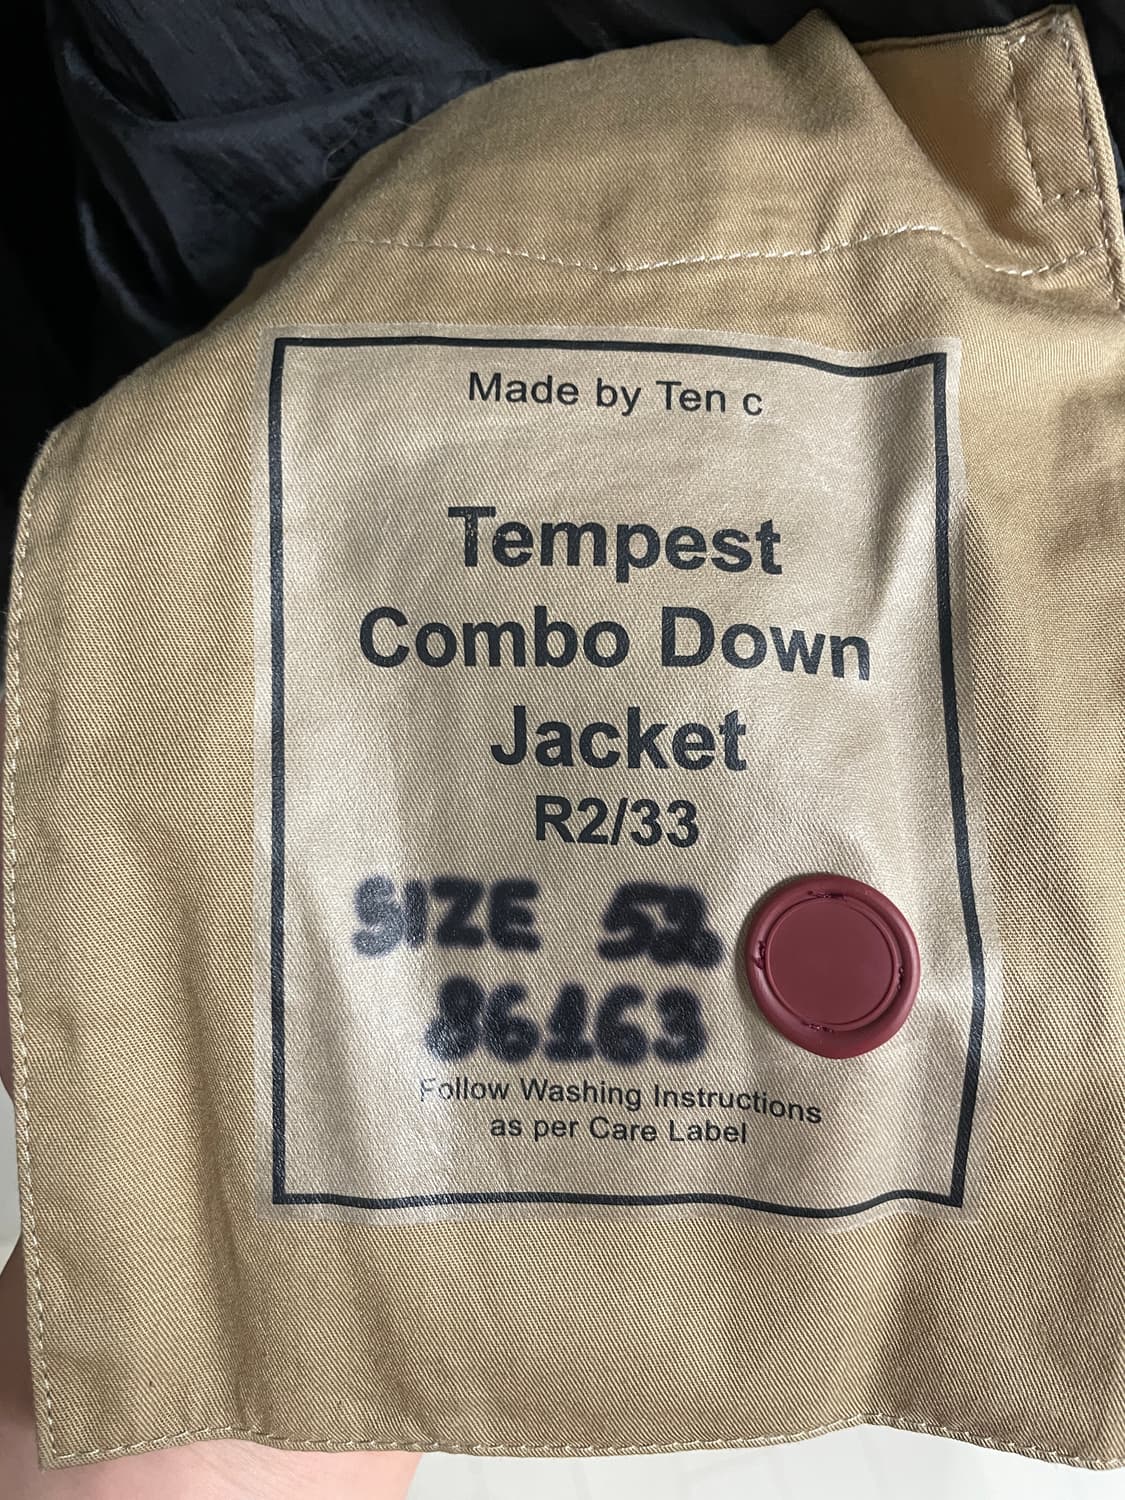 Made by Ten c
Tempest
Combo Down
Jacket
R2/33
SIZE 52
86163
Follow Washing Instructions
as per Care Label